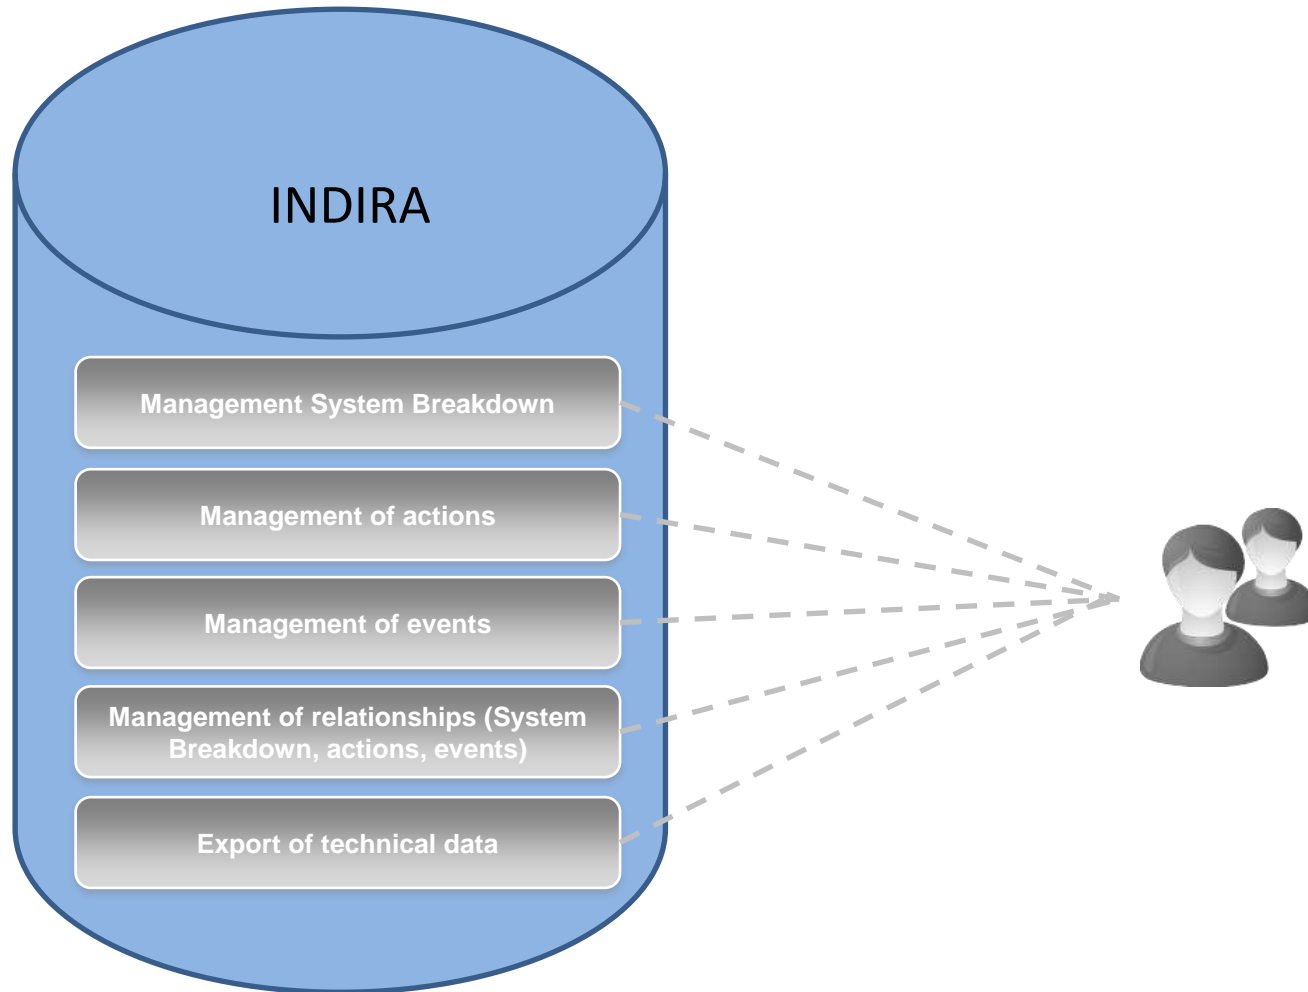 INDIRA
Management System Breakdown
Management of actions
Management of events
Management of relationships (System
Breakdown, actions, events)
Export of technical data